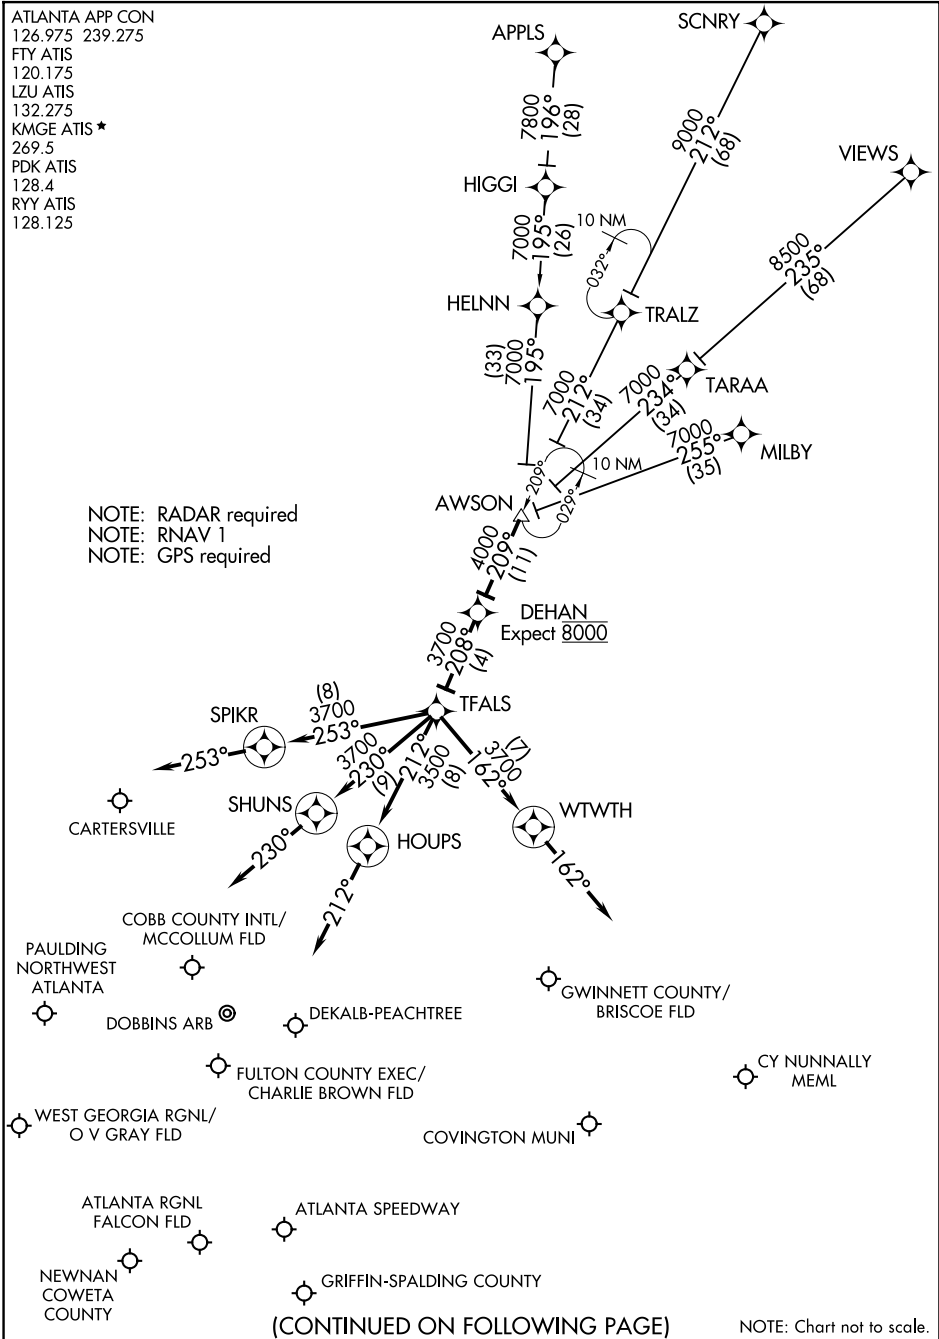 ATLANTA APP CON
126.975 239.275
FTY ATIS
120.175
LZU ATIS
132.275
KMGE ATIS★
269.5
PDK ATIS
128.4
RYY ATIS
128.125
APPLS
SCNRY
VIEWS
7800
196°
(28)
9000
212°
(68)
8500
235°
(68)
HIGGI
7000
195°
(26)
10 NM
032°
HELNN
TRALZ
(33)
7000
195°
7000
212°
(34)
7000
234°
(34)
TARAA
7000
255°
(35)
MILBY
209°
10 NM
029°
AWSON
NOTE: RADAR required
NOTE: RNAV 1
NOTE: GPS required
4000
209°
(11)
DEHAN
Expect 8000
3700
208°
(4)
TFALS
(8)
3700
253°
SPIKR
253°
3700
230°
(9)
212°
3500
(8)
(7)
3700
162°
SHUNS
230°
HOUPS
212°
WTWTH
162°
CARTERSVILLE
COBB COUNTY INTL/
MCCOLLUM FLD
PAULDING
NORTHWEST
ATLANTA
DOBBINS ARB
DEKALB-PEACHTREE
GWINNETT COUNTY/
BRISCOE FLD
FULTON COUNTY EXEC/
CHARLIE BROWN FLD
CY NUNNALLY
MEML
WEST GEORGIA RGNL/
O V GRAY FLD
COVINGTON MUNI
ATLANTA RGNL
FALCON FLD
ATLANTA SPEEDWAY
NEWNAN
COWETA
COUNTY
GRIFFIN-SPALDING COUNTY
(CONTINUED ON FOLLOWING PAGE)
NOTE: Chart not to scale.